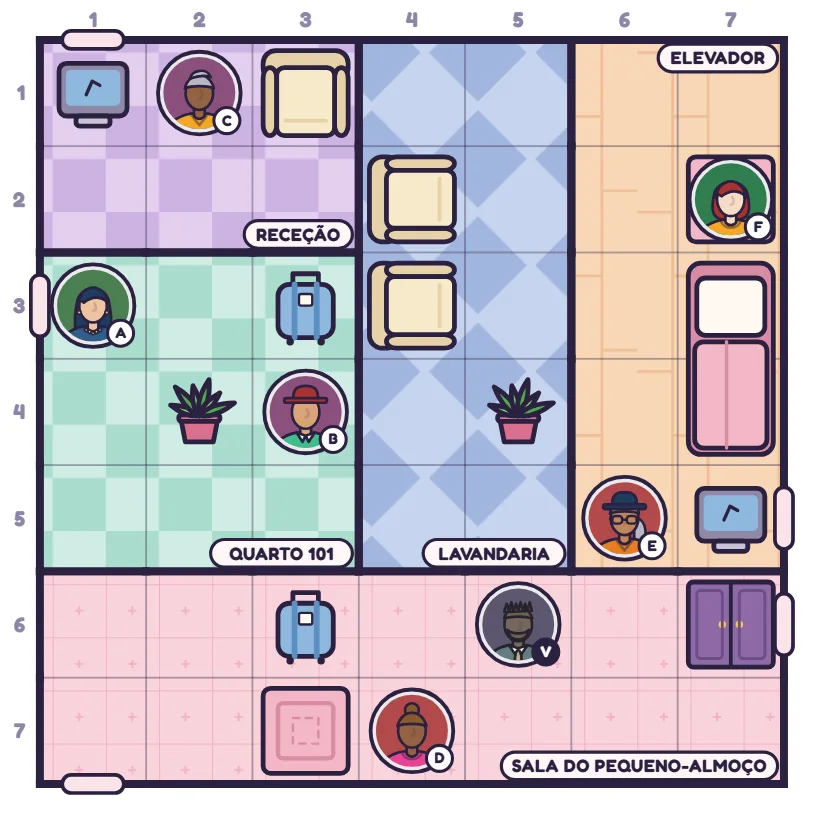 1 2 3 4 5 6 7
ELEVADOR
1
C
2
F
RECEÇÃO
3
A
4
B
5
E
QUARTO 101
LAVANDARIA
6
V
7
D
SALA DO PEQUENO-ALMOÇO